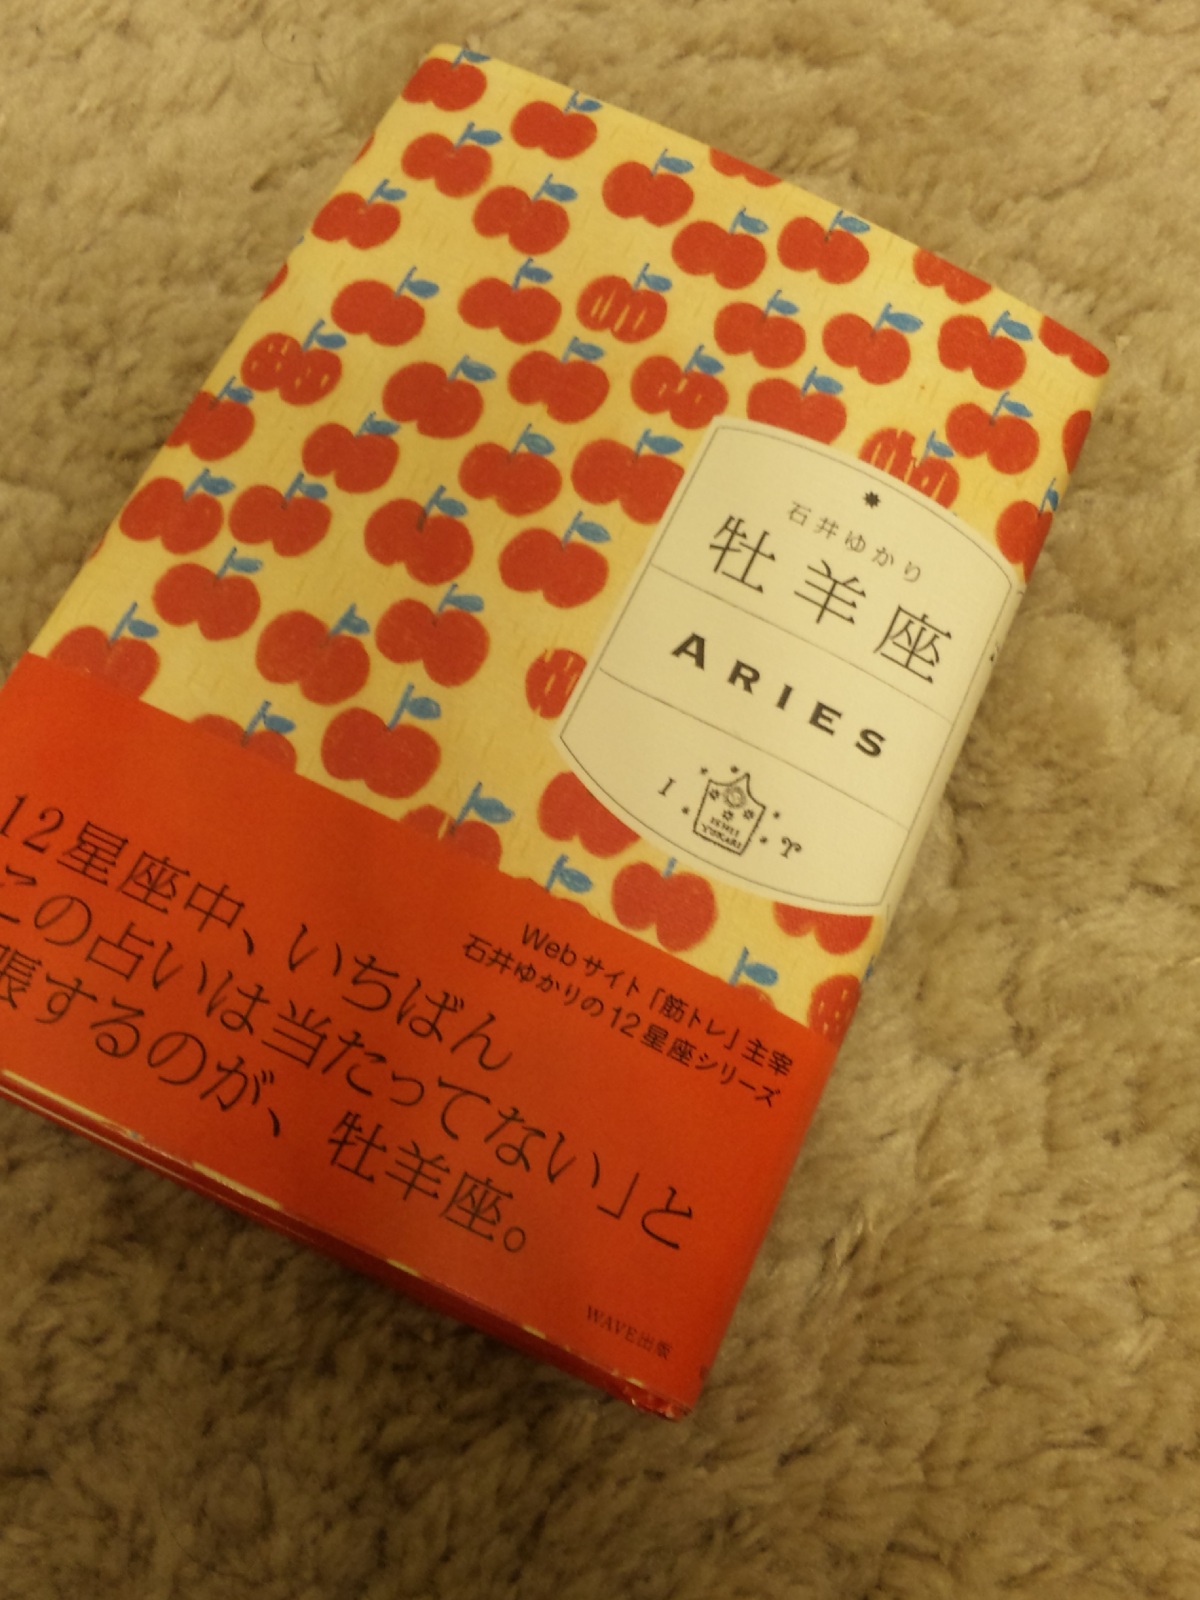 石井ゆかり
牡羊座
ARIES
I
ISHII
YUKARI
♈
Webサイト「筋トレ」主宰
石井ゆかりの12星座シリーズ
12星座中、いちばん
この占いは当たってない」と
張するのが、牡羊座。
WAVE出版